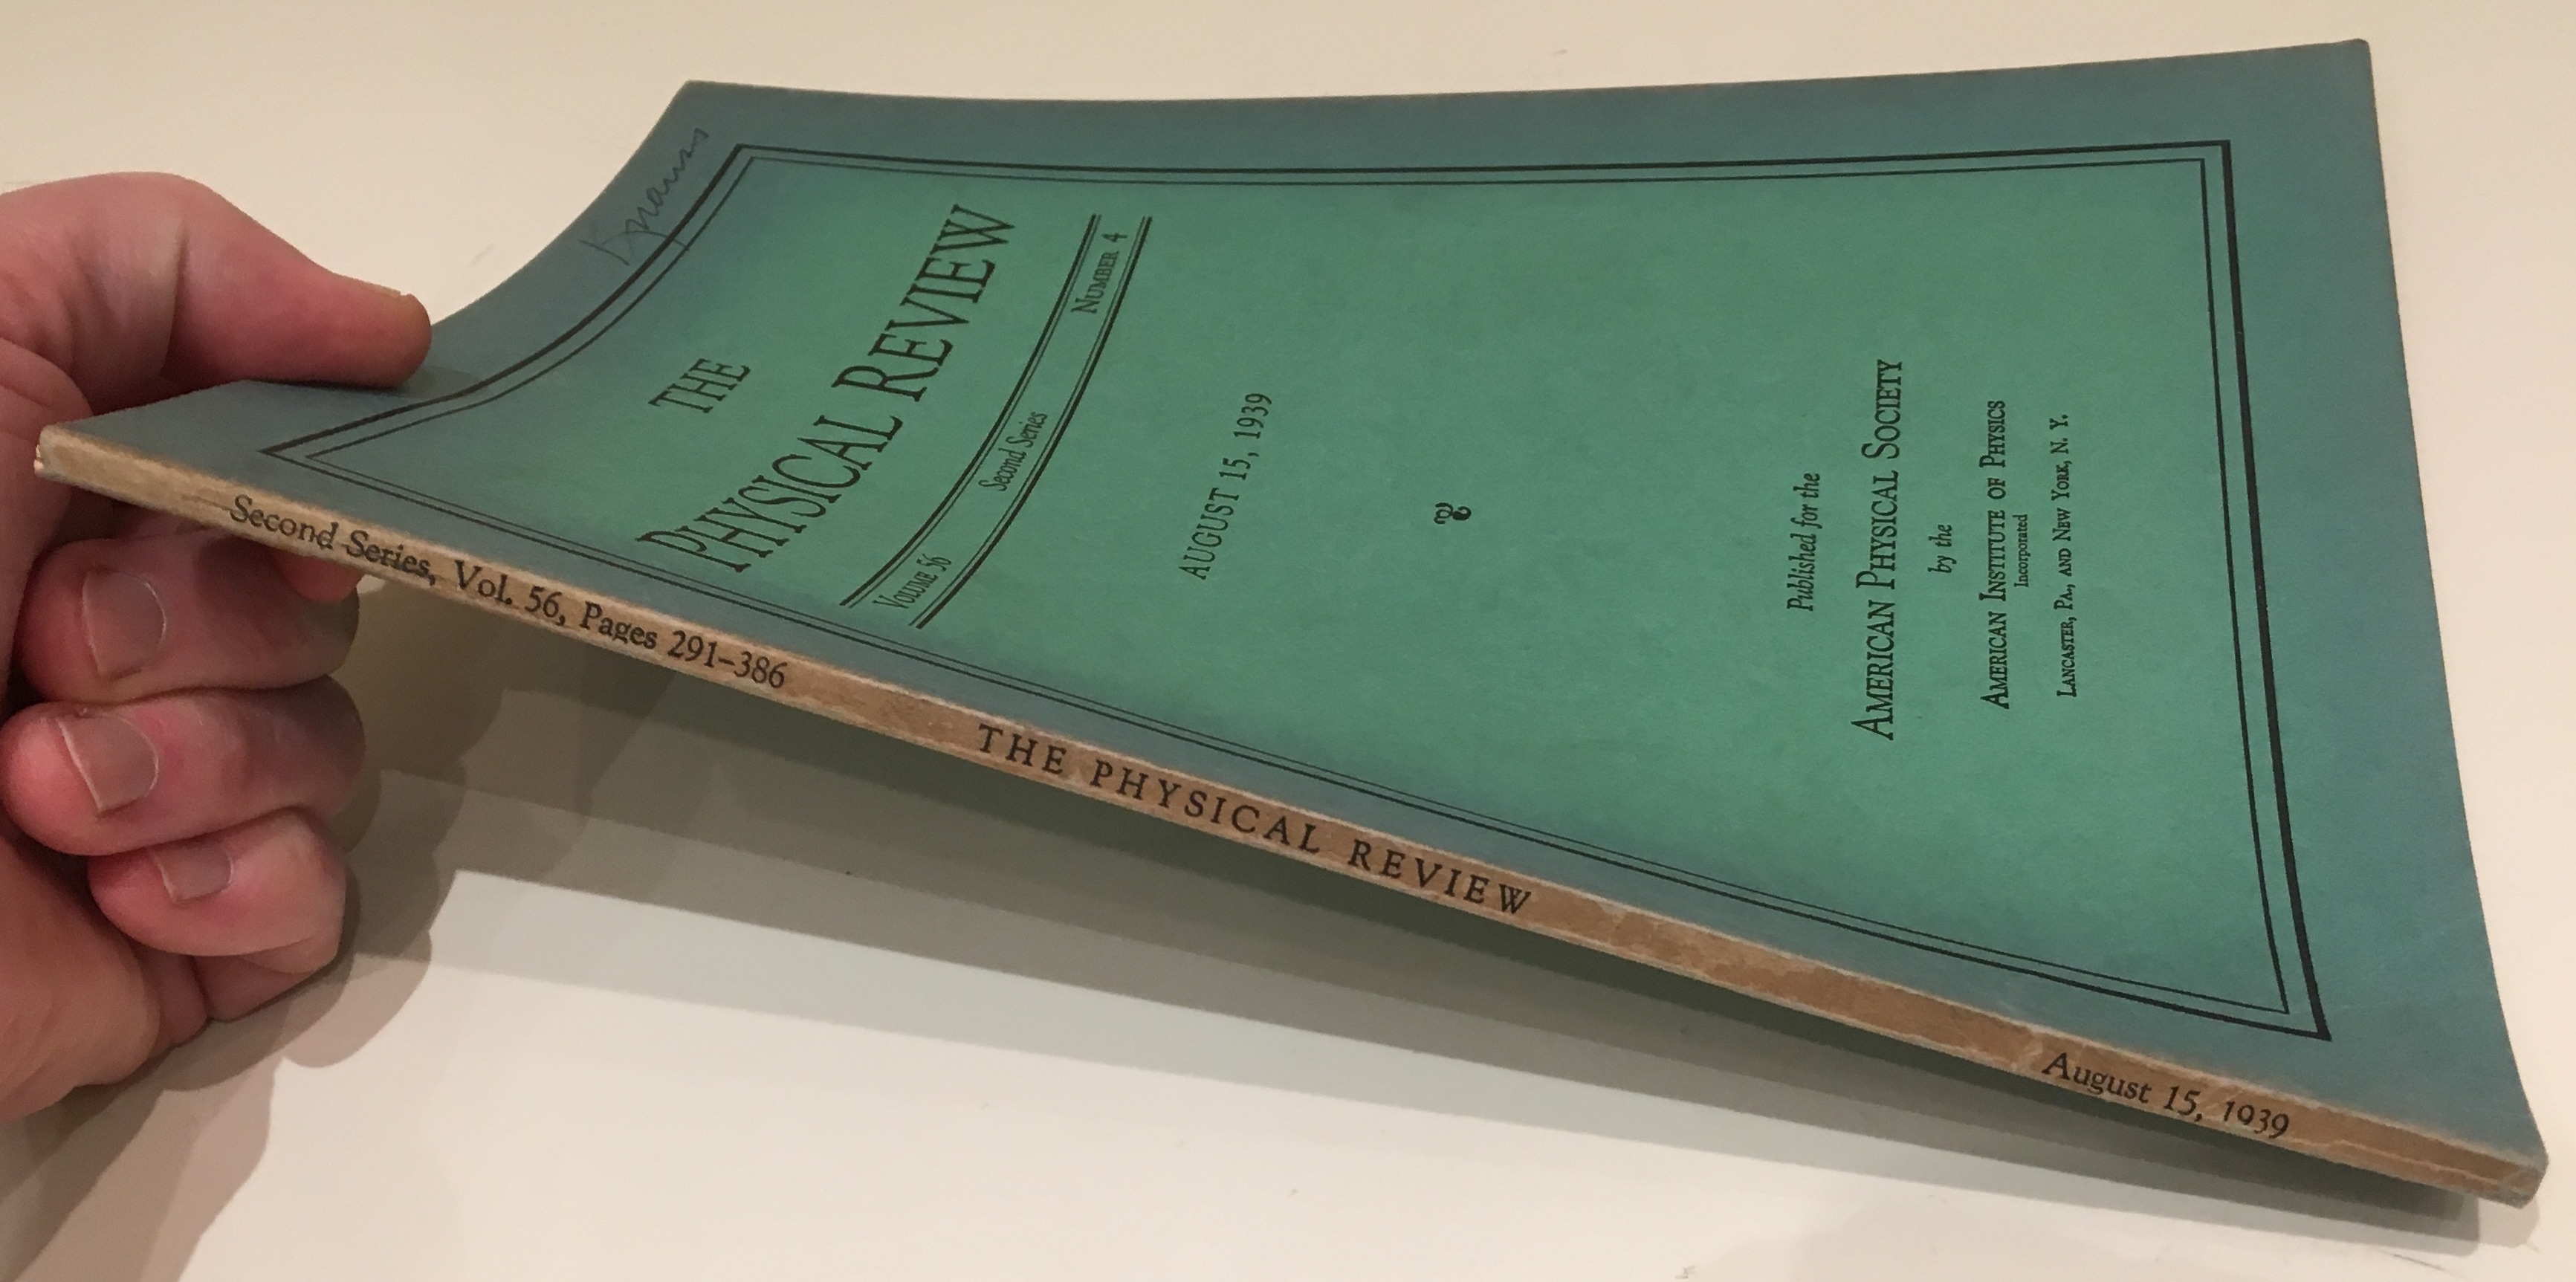 THE
PHYSICAL REVIEW
VOLUME 56 Second Series NUMBER 4
AUGUST 15, 1939
Published for the
AMERICAN PHYSICAL SOCIETY
by the
AMERICAN INSTITUTE OF PHYSICS
Incorporated
LANCASTER, PA., AND NEW YORK, N. Y.
Second Series, Vol. 56, Pages 291–386 THE PHYSICAL REVIEW August 15, 1939